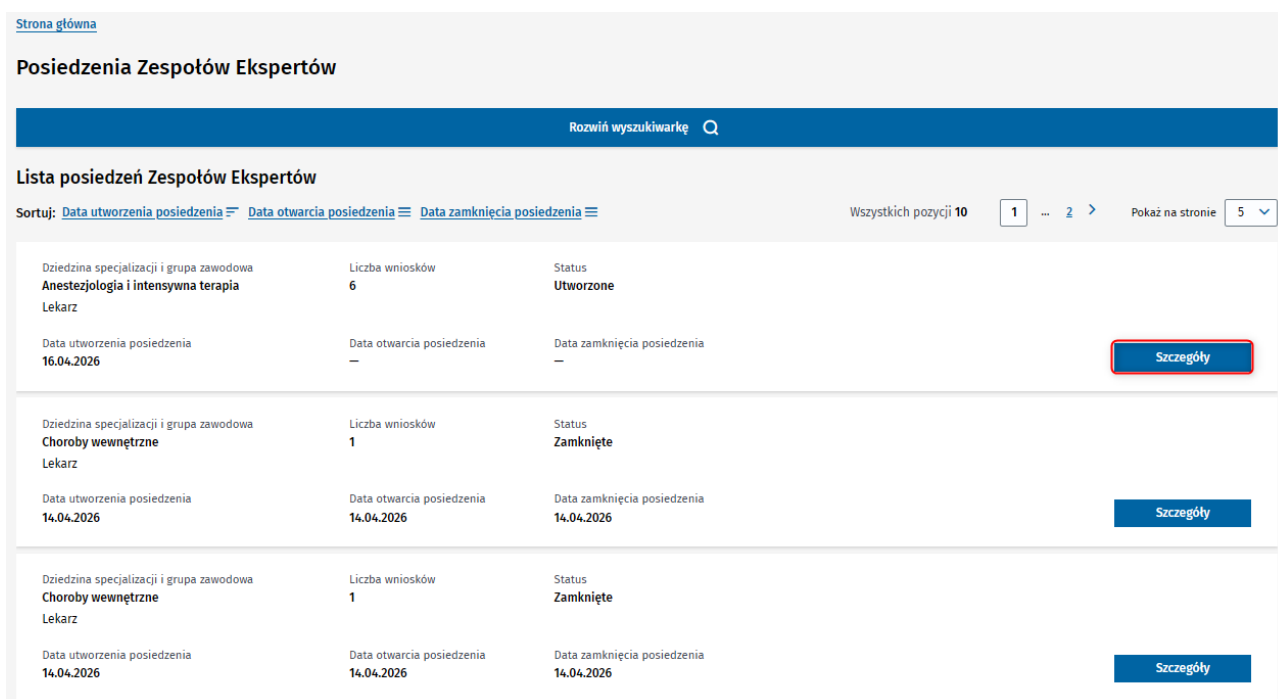 Strona główna
Posiedzenia Zespołów Ekspertów
Rozwiń wyszukiwarkę
Lista posiedzeń Zespołów Ekspertów
Sortuj: Data utworzenia posiedzenia Data otwarcia posiedzenia Data zamknięcia posiedzenia Wszystkich pozycji 10 1 ... 2 > Pokaż na stronie 5
Dziedzina specjalizacji i grupa zawodowa Liczba wniosków Status
Anestezjologia i intensywna terapia 6 Utworzone
Lekarz
Data utworzenia posiedzenia Data otwarcia posiedzenia Data zamknięcia posiedzenia
16.04.2026 — —
Szczegóły
Dziedzina specjalizacji i grupa zawodowa Liczba wniosków Status
Choroby wewnętrzne 1 Zamknięte
Lekarz
Data utworzenia posiedzenia Data otwarcia posiedzenia Data zamknięcia posiedzenia
14.04.2026 14.04.2026 14.04.2026
Szczegóły
Dziedzina specjalizacji i grupa zawodowa Liczba wniosków Status
Choroby wewnętrzne 1 Zamknięte
Lekarz
Data utworzenia posiedzenia Data otwarcia posiedzenia Data zamknięcia posiedzenia
14.04.2026 14.04.2026 14.04.2026
Szczegóły